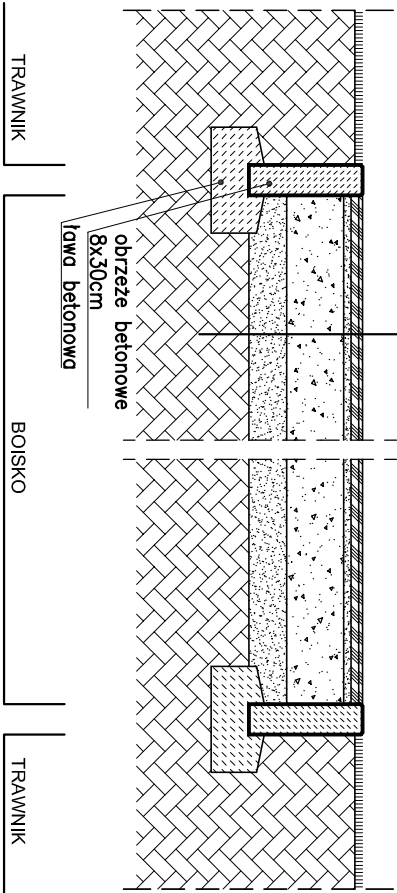 obrzeże betonowe
8x30cm
ława betonowa
TRAWNIK
BOISKO
TRAWNIK